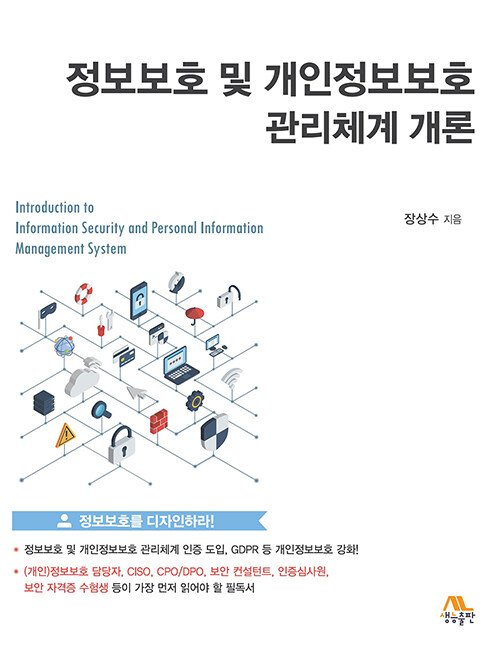 정보보호 및 개인정보보호
관리체계 개론
Introduction to
Information Security and Personal Information
Management System
장상수 지음
정보보호를 디자인하라!
* 정보보호 및 개인정보보호 관리체계 인증 도입, GDPR 등 개인정보보호 강화!
* (개인)정보보호 담당자, CISO, CPO/DPO, 보안 컨설턴트, 인증심사원,
보안 자격증 수험생 등이 가장 먼저 읽어야 할 필독서
생능출판